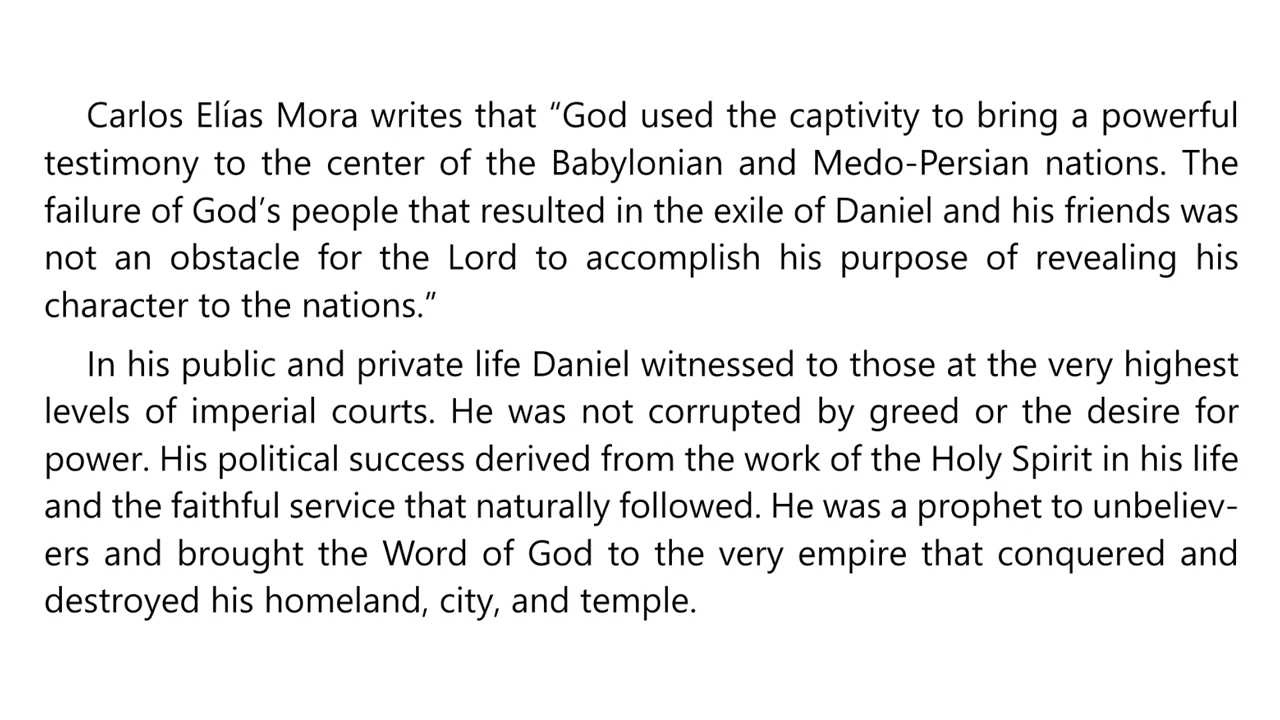 Carlos Elías Mora writes that “God used the captivity to bring a powerful
testimony to the center of the Babylonian and Medo-Persian nations. The
failure of God’s people that resulted in the exile of Daniel and his friends was
not an obstacle for the Lord to accomplish his purpose of revealing his
character to the nations.”
In his public and private life Daniel witnessed to those at the very highest
levels of imperial courts. He was not corrupted by greed or the desire for
power. His political success derived from the work of the Holy Spirit in his life
and the faithful service that naturally followed. He was a prophet to unbeliev-
ers and brought the Word of God to the very empire that conquered and
destroyed his homeland, city, and temple.